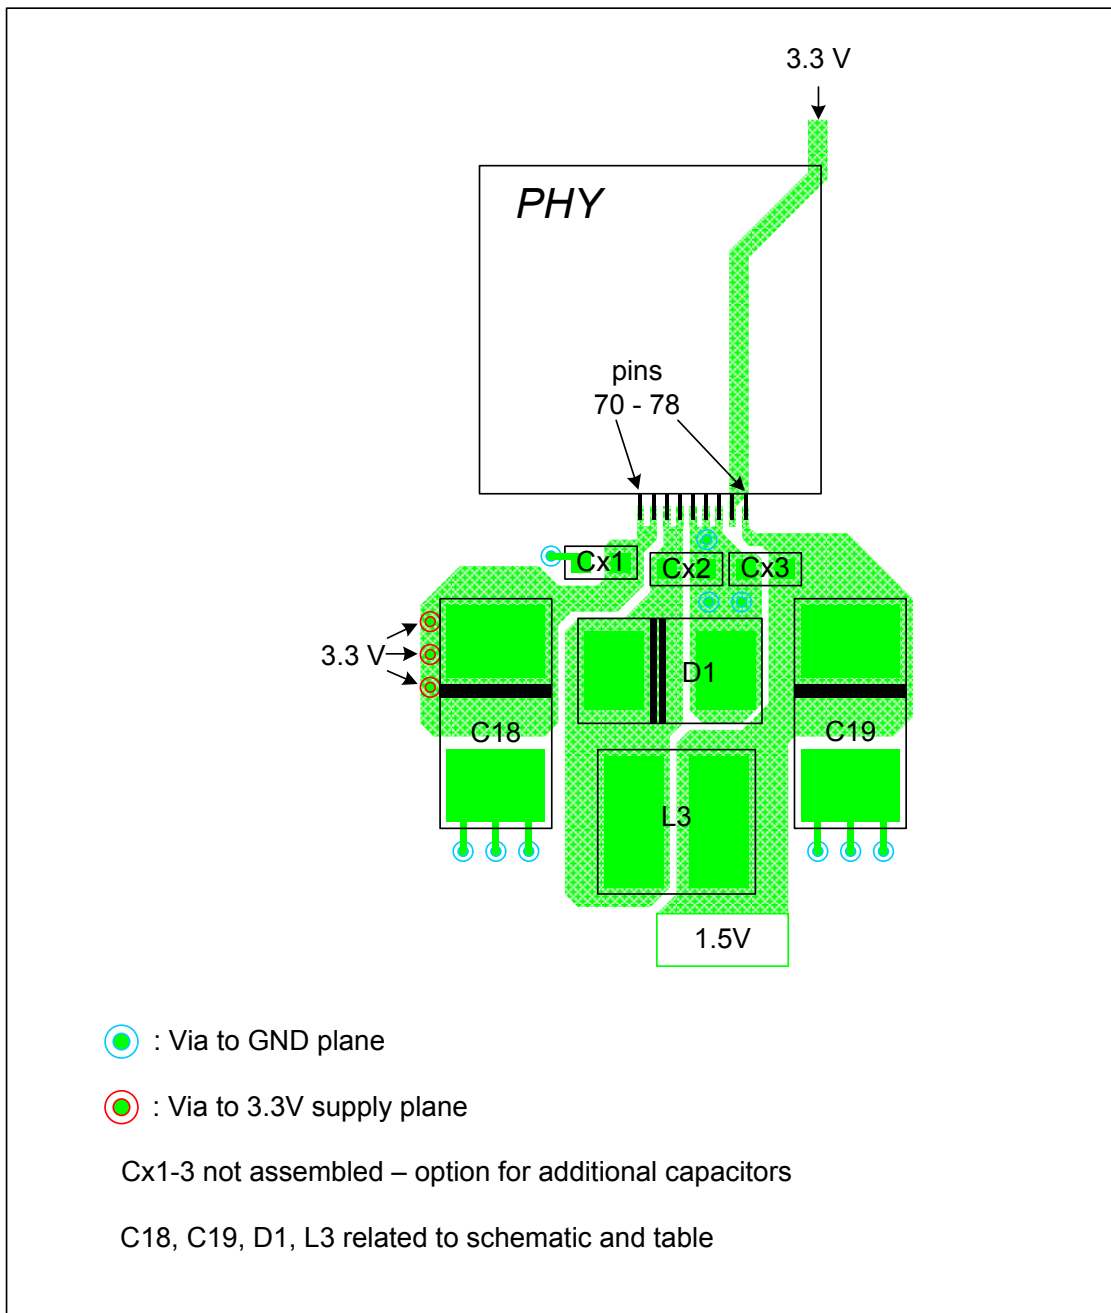 3.3 V
PHY
pins
70 - 78
Cx1
Cx2
Cx3
3.3 V
D1
C18
C19
L3
1.5V
: Via to GND plane
: Via to 3.3V supply plane
Cx1-3 not assembled – option for additional capacitors
C18, C19, D1, L3 related to schematic and table